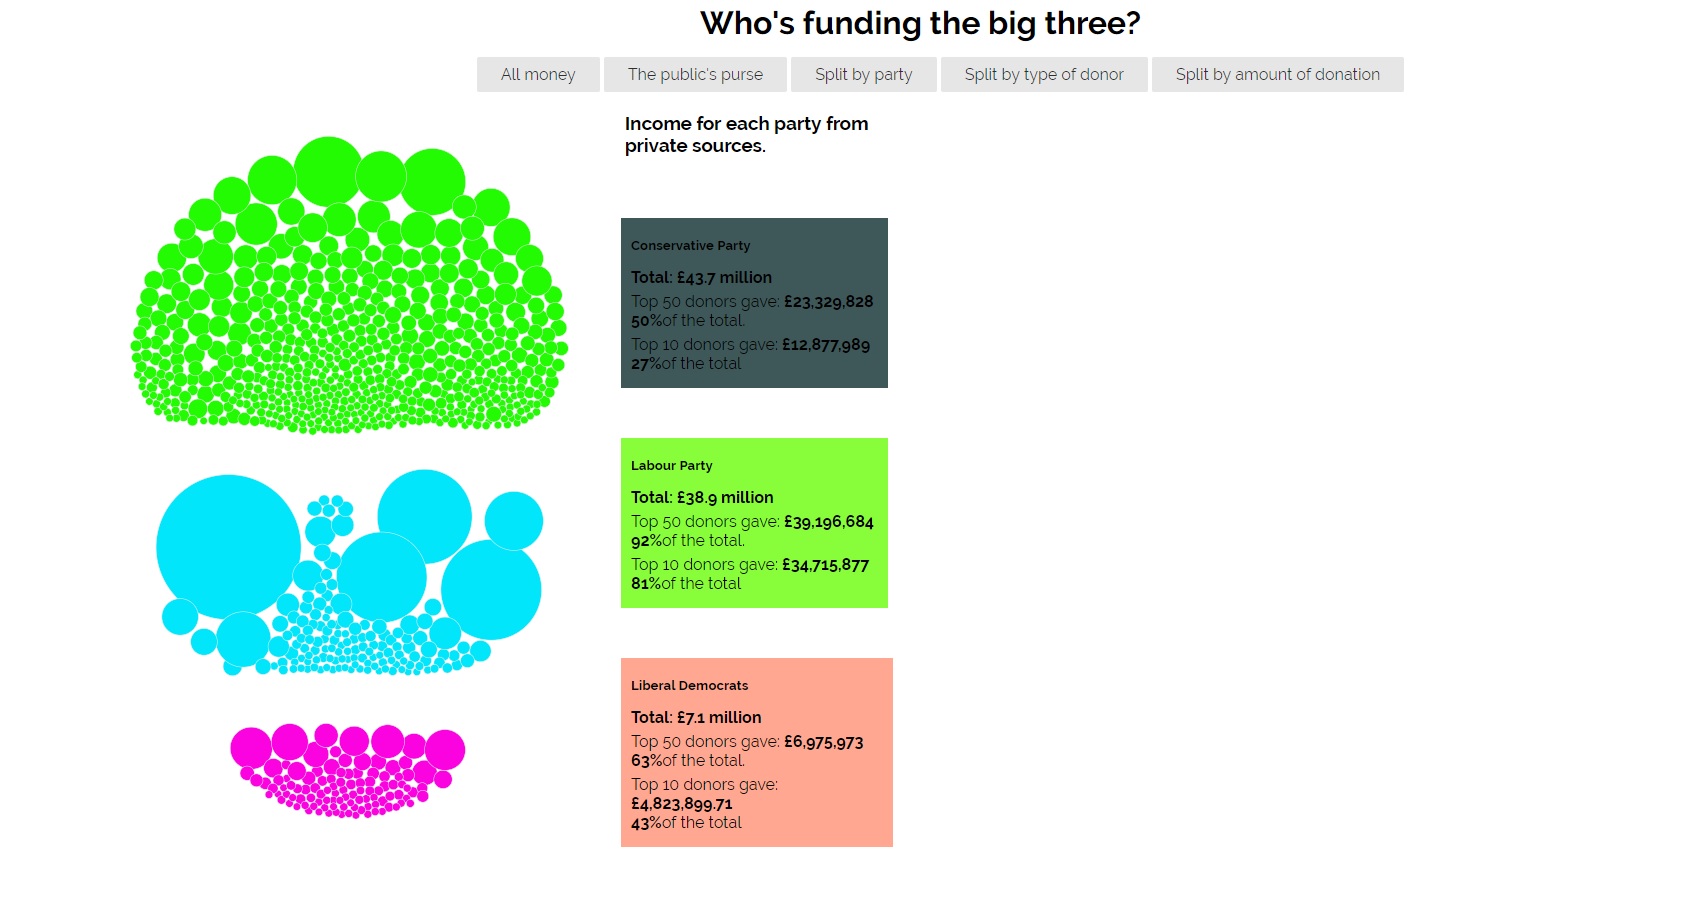 Who's funding the big three?
All money
The public's purse
Split by party
Split by type of donor
Split by amount of donation
Income for each party from
private sources.
Conservative Party
Total: £43.7 million
Top 50 donors gave: £23,329,828
50%of the total.
Top 10 donors gave: £12,877,989
27%of the total
Labour Party
Total: £38.9 million
Top 50 donors gave: £39,196,684
92%of the total.
Top 10 donors gave: £34,715,877
81%of the total
Liberal Democrats
Total: £7.1 million
Top 50 donors gave: £6,975,973
63%of the total.
Top 10 donors gave:
£4,823,899.71
43%of the total